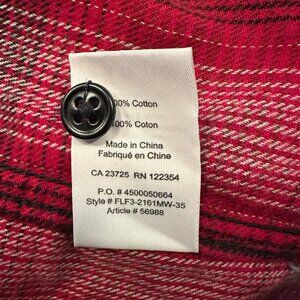 00% Cotton
00% Coton
Made in China
Fabriqué en Chine
CA 23725 RN 122354
P.O. # 4500050664
Style # FLF3-2161MW-35
Article # 56988